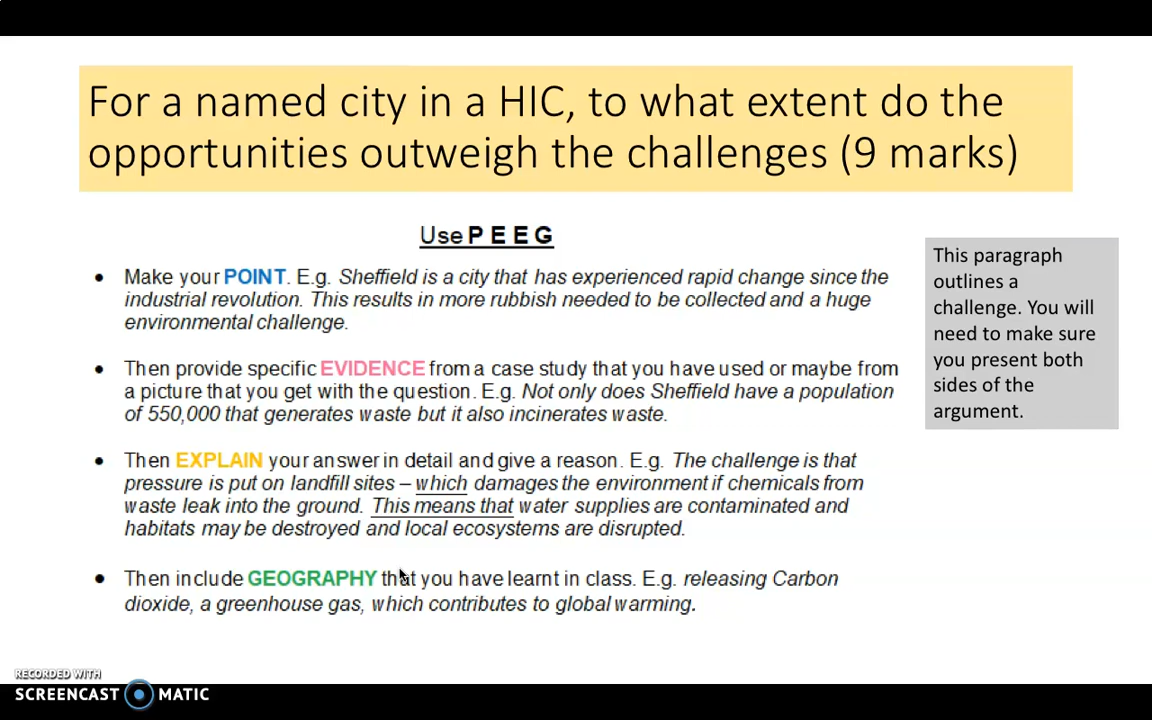 For a named city in a HIC, to what extent do the
opportunities outweigh the challenges (9 marks)
Use P E E G
• Make your POINT. E.g. Sheffield is a city that has experienced rapid change since the
industrial revolution. This results in more rubbish needed to be collected and a huge
environmental challenge.
• Then provide specific EVIDENCE from a case study that you have used or maybe from
a picture that you get with the question. E.g. Not only does Sheffield have a population
of 550,000 that generates waste but it also incinerates waste.
• Then EXPLAIN your answer in detail and give a reason. E.g. The challenge is that
pressure is put on landfill sites – which damages the environment if chemicals from
waste leak into the ground. This means that water supplies are contaminated and
habitats may be destroyed and local ecosystems are disrupted.
• Then include GEOGRAPHY that you have learnt in class. E.g. releasing Carbon
dioxide, a greenhouse gas, which contributes to global warming.
This paragraph
outlines a
challenge. You will
need to make sure
you present both
sides of the
argument.
RECORDED WITH
SCREENCAST MATIC